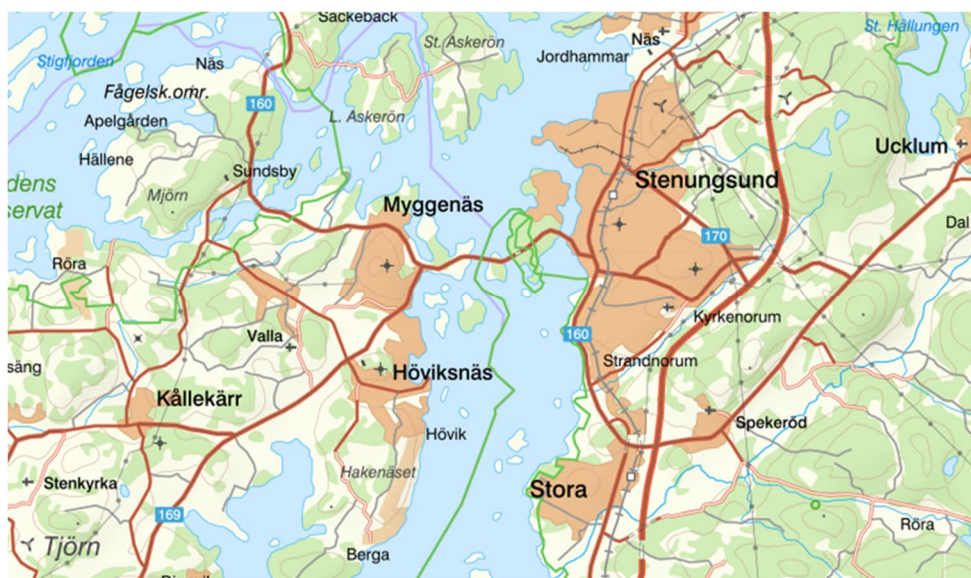 Säckebäck
St. Hällungen
Näs
St. Askerön
Jordhammar
Stigfjorden
Näs
Fågelsk.omr.
160
L. Askerön
Apelgården
Ucklum
Hällene
Sundsby
Stenungsund
dens
servat
Mjörn
Myggenäs
Dal
170
Röra
Kyrkenorum
160
Valla
Strandnorum
säng
Höviksnäs
Kållekärr
Spekeröd
Hövik
Hakenäset
Stenkyrka
Stora
169
Röra
Tjörn
Berga